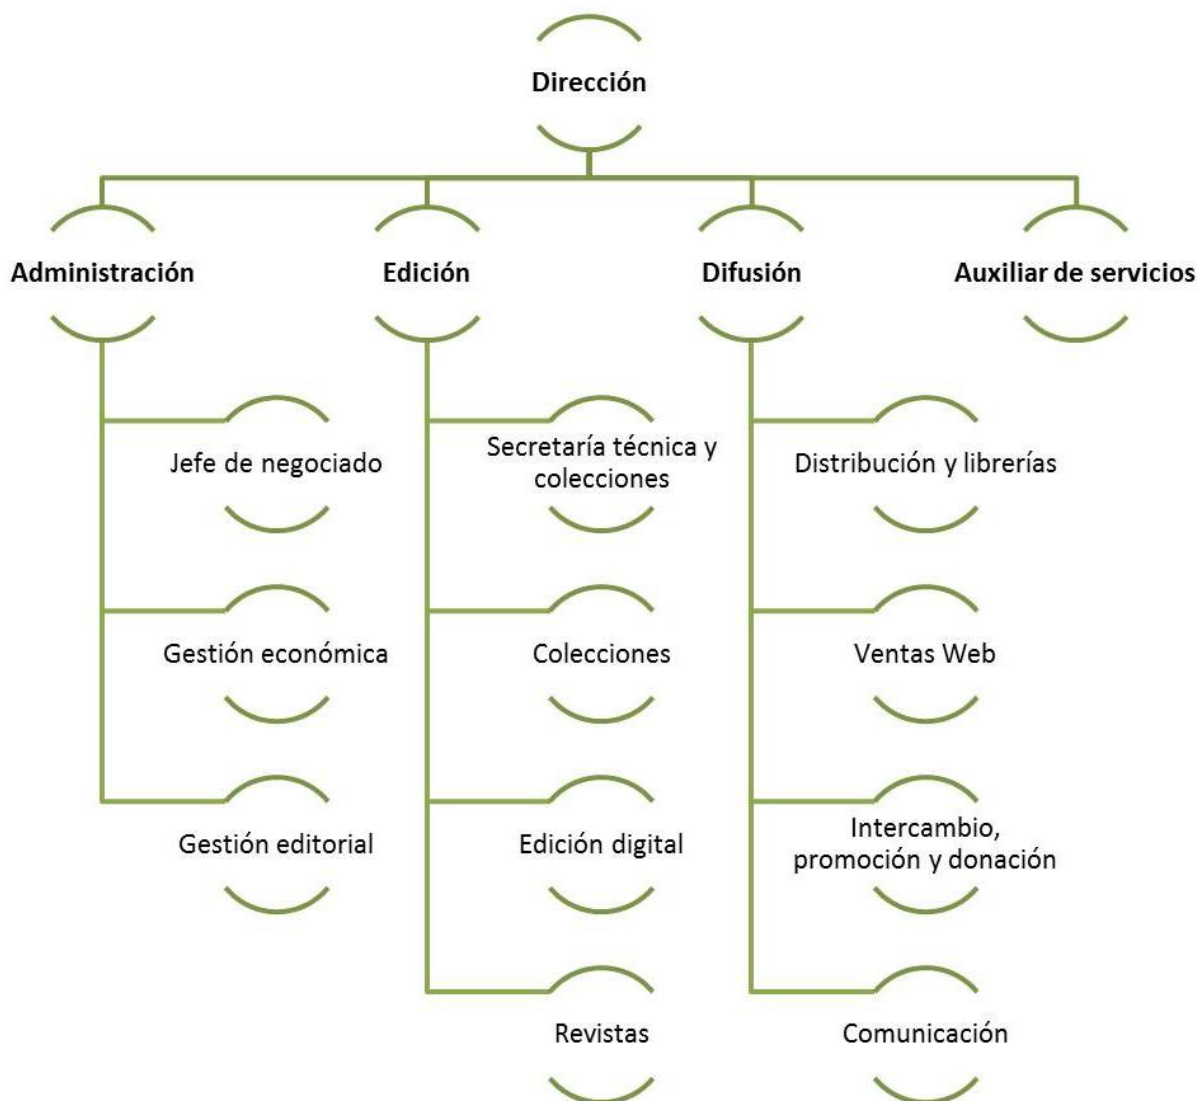 Dirección
Administración
Edición
Difusión
Auxiliar de servicios
Jefe de negociado
Secretaría técnica y
colecciones
Distribución y librerías
Gestión económica
Colecciones
Ventas Web
Gestión editorial
Edición digital
Intercambio,
promoción y donación
Revistas
Comunicación